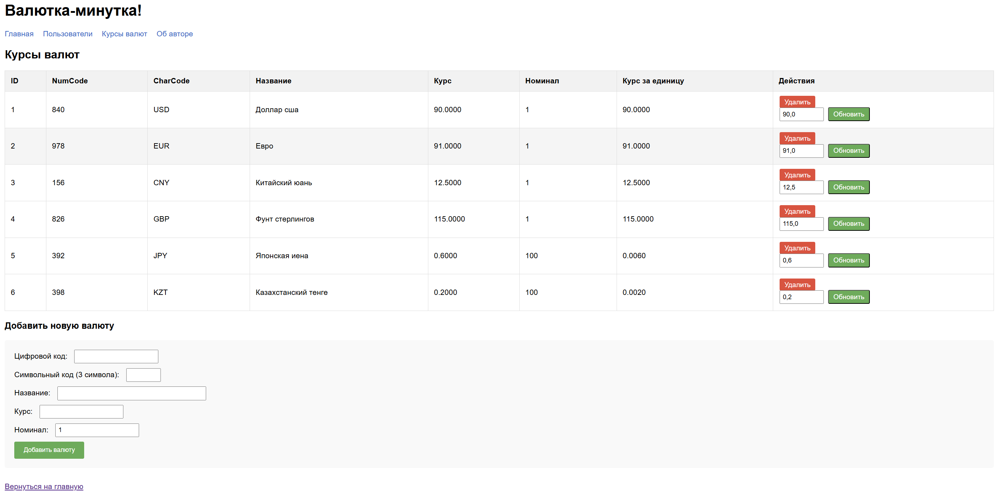 Валютка-минутка!
Главная Пользователи Курсы валют Об авторе
Курсы валют
ID NumCode CharCode Название Курс Номинал Курс за единицу Действия
1 840 USD Доллар сша 90.0000 1 90.0000 Удалить
90,0 Обновить
2 978 EUR Евро 91.0000 1 91.0000 Удалить
91,0 Обновить
3 156 CNY Китайский юань 12.5000 1 12.5000 Удалить
12,5 Обновить
4 826 GBP Фунт стерлингов 115.0000 1 115.0000 Удалить
115,0 Обновить
5 392 JPY Японская иена 0.6000 100 0.0060 Удалить
0,6 Обновить
6 398 KZT Казахстанский тенге 0.2000 100 0.0020 Удалить
0,2 Обновить
Добавить новую валюту
Цифровой код:
Символьный код (3 символа):
Название:
Курс:
Номинал: 1
Добавить валюту
Вернуться на главную